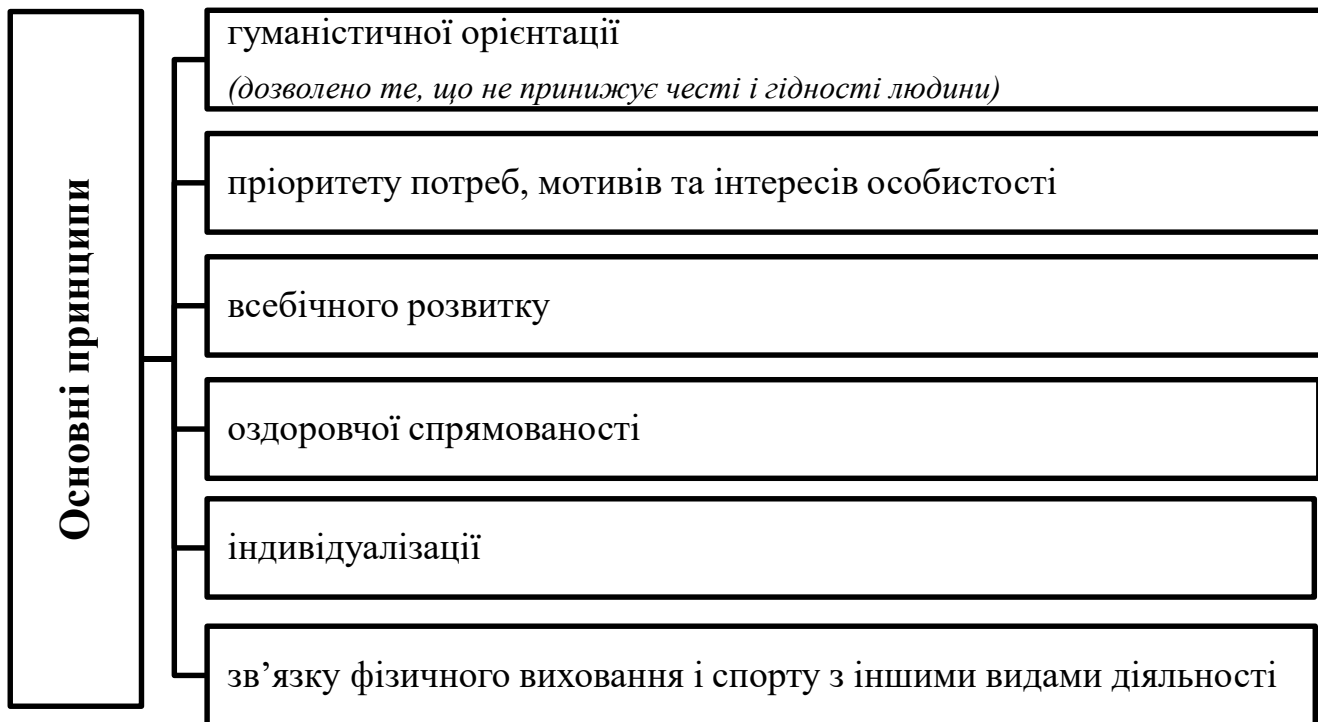 Основні принципи
гуманістичної орієнтації
(дозволено те, що не принижує честі і гідності людини)
пріоритету потреб, мотивів та інтересів особистості
всебічного розвитку
оздоровчої спрямованості
індивідуалізації
зв’язку фізичного виховання і спорту з іншими видами діяльності